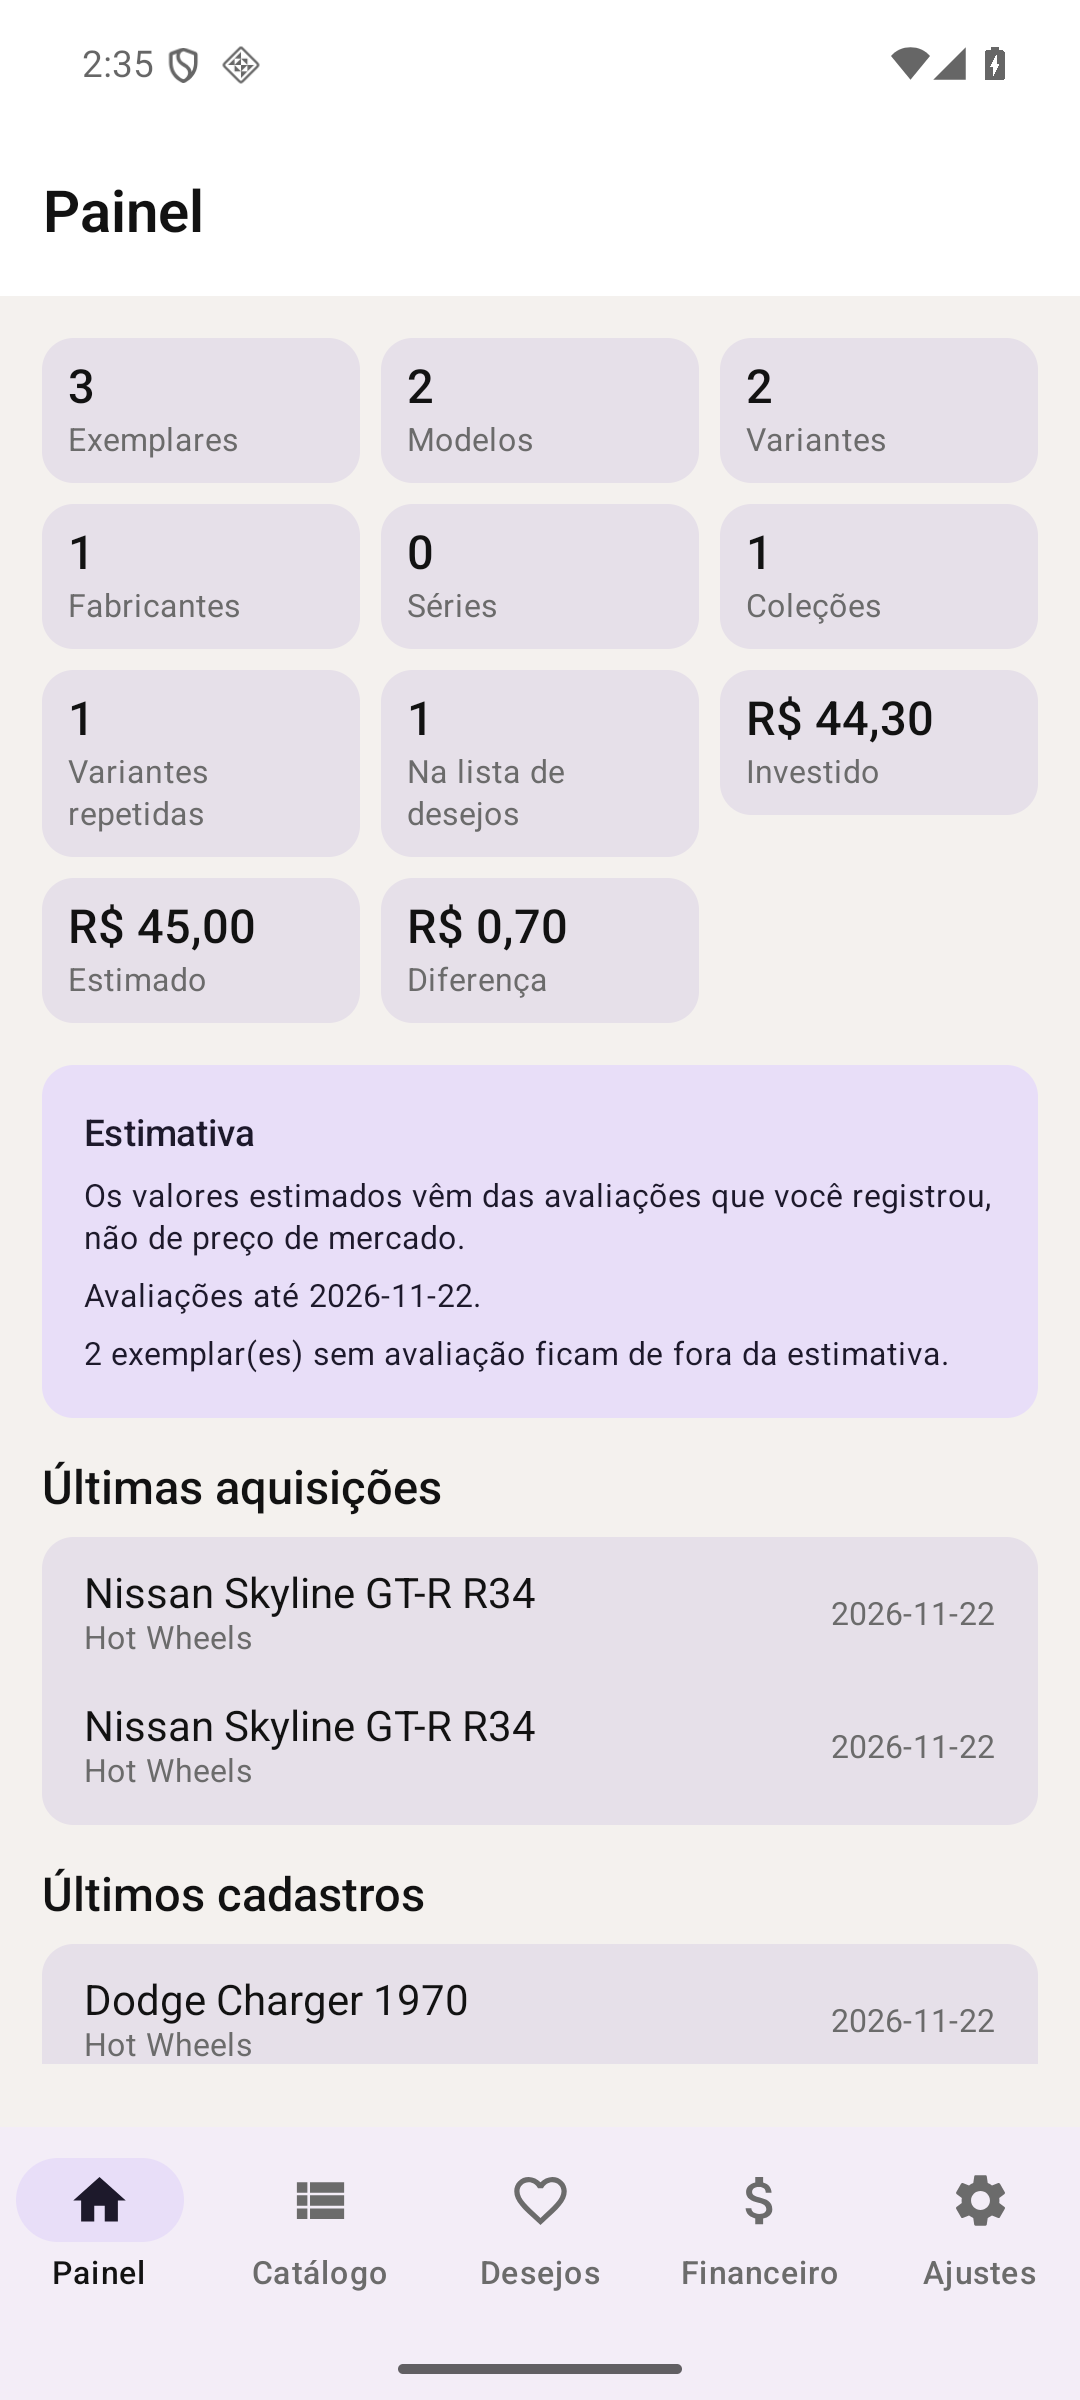 2:35
Painel
3
Exemplares
2
Modelos
2
Variantes
1
Fabricantes
0
Séries
1
Coleções
1
Variantes
repetidas
1
Na lista de
desejos
R$ 44,30
Investido
R$ 45,00
Estimado
R$ 0,70
Diferença
Estimativa
Os valores estimados vêm das avaliações que você registrou,
não de preço de mercado.
Avaliações até 2026-11-22.
2 exemplar(es) sem avaliação ficam de fora da estimativa.
Últimas aquisições
Nissan Skyline GT-R R34
Hot Wheels
2026-11-22
Nissan Skyline GT-R R34
Hot Wheels
2026-11-22
Últimos cadastros
Dodge Charger 1970
Hot Wheels
2026-11-22
Painel
Catálogo
Desejos
Financeiro
Ajustes